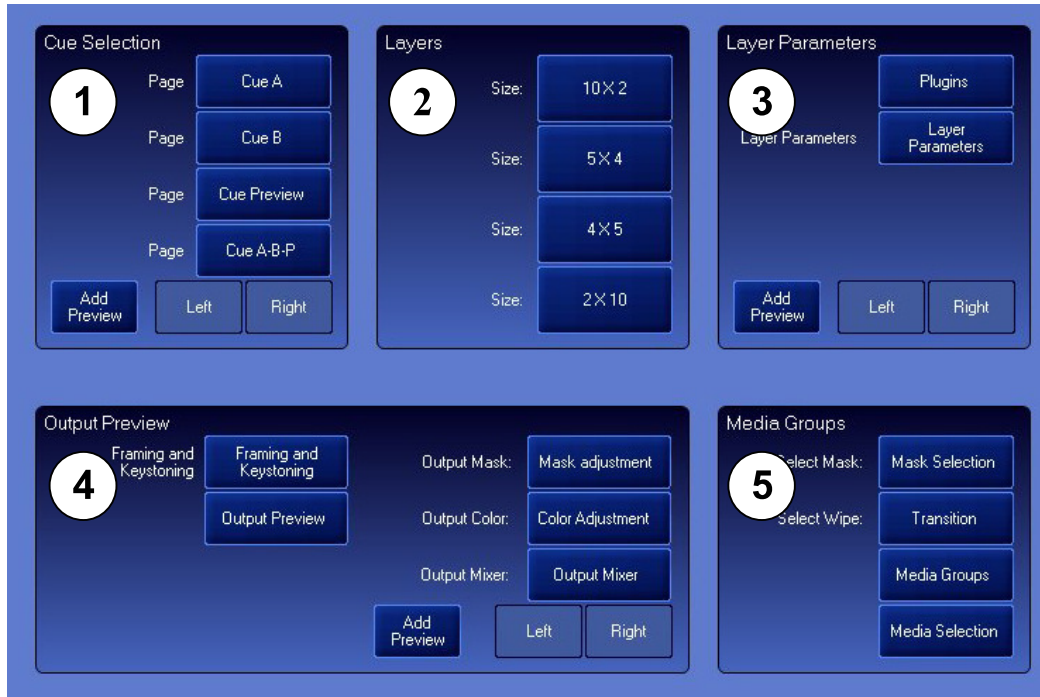 Cue Selection
1
Page Cue A
Page Cue B
Page Cue Preview
Page Cue A-B-P
Add
Preview
Left Right
Layers
2
Size: 10X2
Size: 5X4
Size: 4X5
Size: 2X10
Layer Parameters
3
Plugins
Layer Parameters Layer
Parameters
Add
Preview
Left Right
Output Preview
4
Framing and
Keystoning
Framing and
Keystoning
Output Preview
Output Mask: Mask adjustment
Output Color: Color Adjustment
Output Mixer: Output Mixer
Add
Preview
Left Right
Media Groups
5
Select Mask: Mask Selection
Select Wipe: Transition
Media Groups
Media Selection